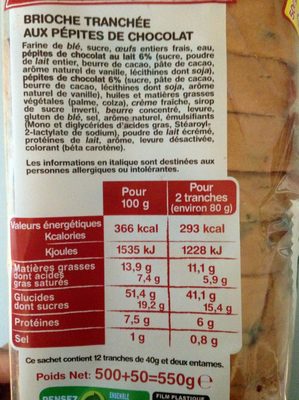 BRIOCHE TRANCHÉE
AUX PÉPITES DE CHOCOLAT
Farine de blé, sucre, œufs entiers frais, eau,
pépites de chocolat au lait 6% (sucre, poudre
de lait entier, beurre de cacao, pâte de cacao,
arôme naturel de vanille, lécithines dont soja),
pépites de chocolat 6% (sucre, pâte de cacao,
beurre de cacao, lécithines dont soja, arôme
naturel de vanille), huiles et matières grasses
végétales (palme, colza), crème fraîche, sirop
de sucre inverti, beurre concentré, levure,
gluten de blé, sel, arôme naturel, émulsifiants
(Mono et diglycérides d'acides gras, Stéaroyl-
2-lactylate de sodium), poudre de lait écrémé,
protéines de lait, arôme, levure désactivée,
colorant (bêta carotène).
Les informations en italique sont destinées aux
personnes allergiques ou intolérantes.
Pour
100 g
Pour
2 tranches
(environ 80 g)
Valeurs énergétiques
Kcalories 366 kcal 293 kcal
Kjoules 1535 kJ 1228 kJ
Matières grasses 13,9 g 11,1 g
dont acides
gras saturés 7,4 g 5,9 g
Glucides 51,4 g 41,1 g
dont sucres 19,2 g 15,4 g
Protéines 7,5 g 6 g
Sel 1 g 0,8 g
Ce sachet contient 12 tranches de 40g et deux entames.
Poids Net: 500+50=550g e
PENSEZ
FILM PLASTIQUE